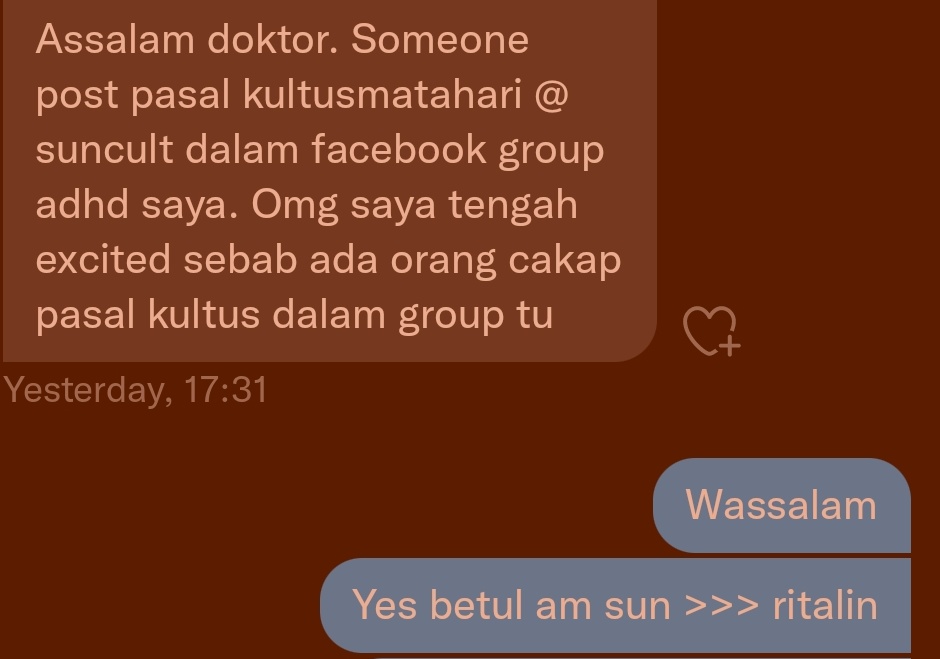 Assalam doktor. Someone
post pasal kultusmatahari @
suncult dalam facebook group
adhd saya. Omg saya tengah
excited sebab ada orang cakap
pasal kultus dalam group tu
Yesterday, 17:31
Wassalam
Yes betul am sun >>> ritalin